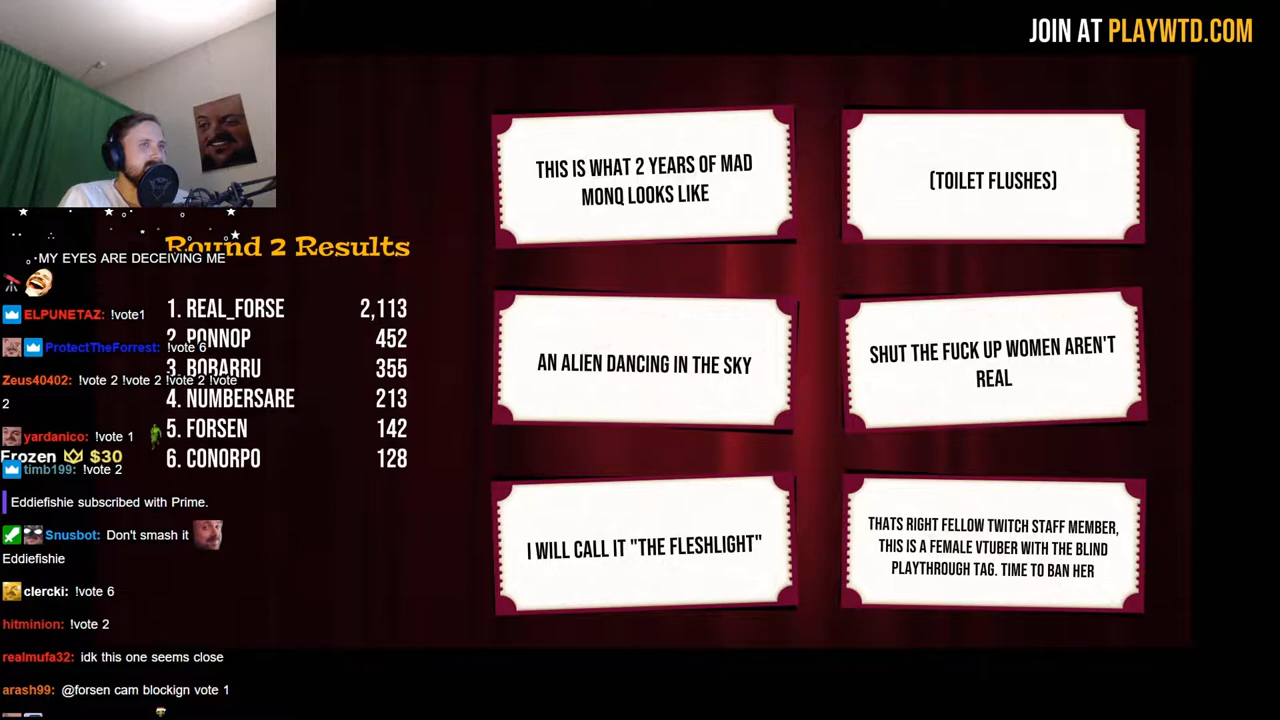 JOIN AT PLAYWTD.COM
THIS IS WHAT 2 YEARS OF MAD
MONQ LOOKS LIKE
(TOILET FLUSHES)
AN ALIEN DANCING IN THE SKY
SHUT THE FUCK UP WOMEN AREN'T
REAL
I WILL CALL IT "THE FLESHLIGHT"
THATS RIGHT FELLOW TWITCH STAFF MEMBER,
THIS IS A FEMALE VTUBER WITH THE BLIND
PLAYTHROUGH TAG. TIME TO BAN HER
Round 2 Results
1. REAL_FORSE 2,113
2. PONNOP 452
3. BOBARRU 355
4. NUMBERSARE 213
5. FORSEN 142
6. CONORPO 128
MY EYES ARE DECEIVING ME
ELPUNETAZ: !vote1
ProtectTheForrest: !vote 6
Zeus40402: !vote 2 !vote 2 !vote 2 !vote
2
yardanico: !vote 1
Frozen $30
timb199: !vote 2
Eddiefishie subscribed with Prime.
Snusbot: Don't smash it
Eddiefishie
clercki: !vote 6
hitminion: !vote 2
realmufa32: idk this one seems close
arash99: @forsen cam blockign vote 1